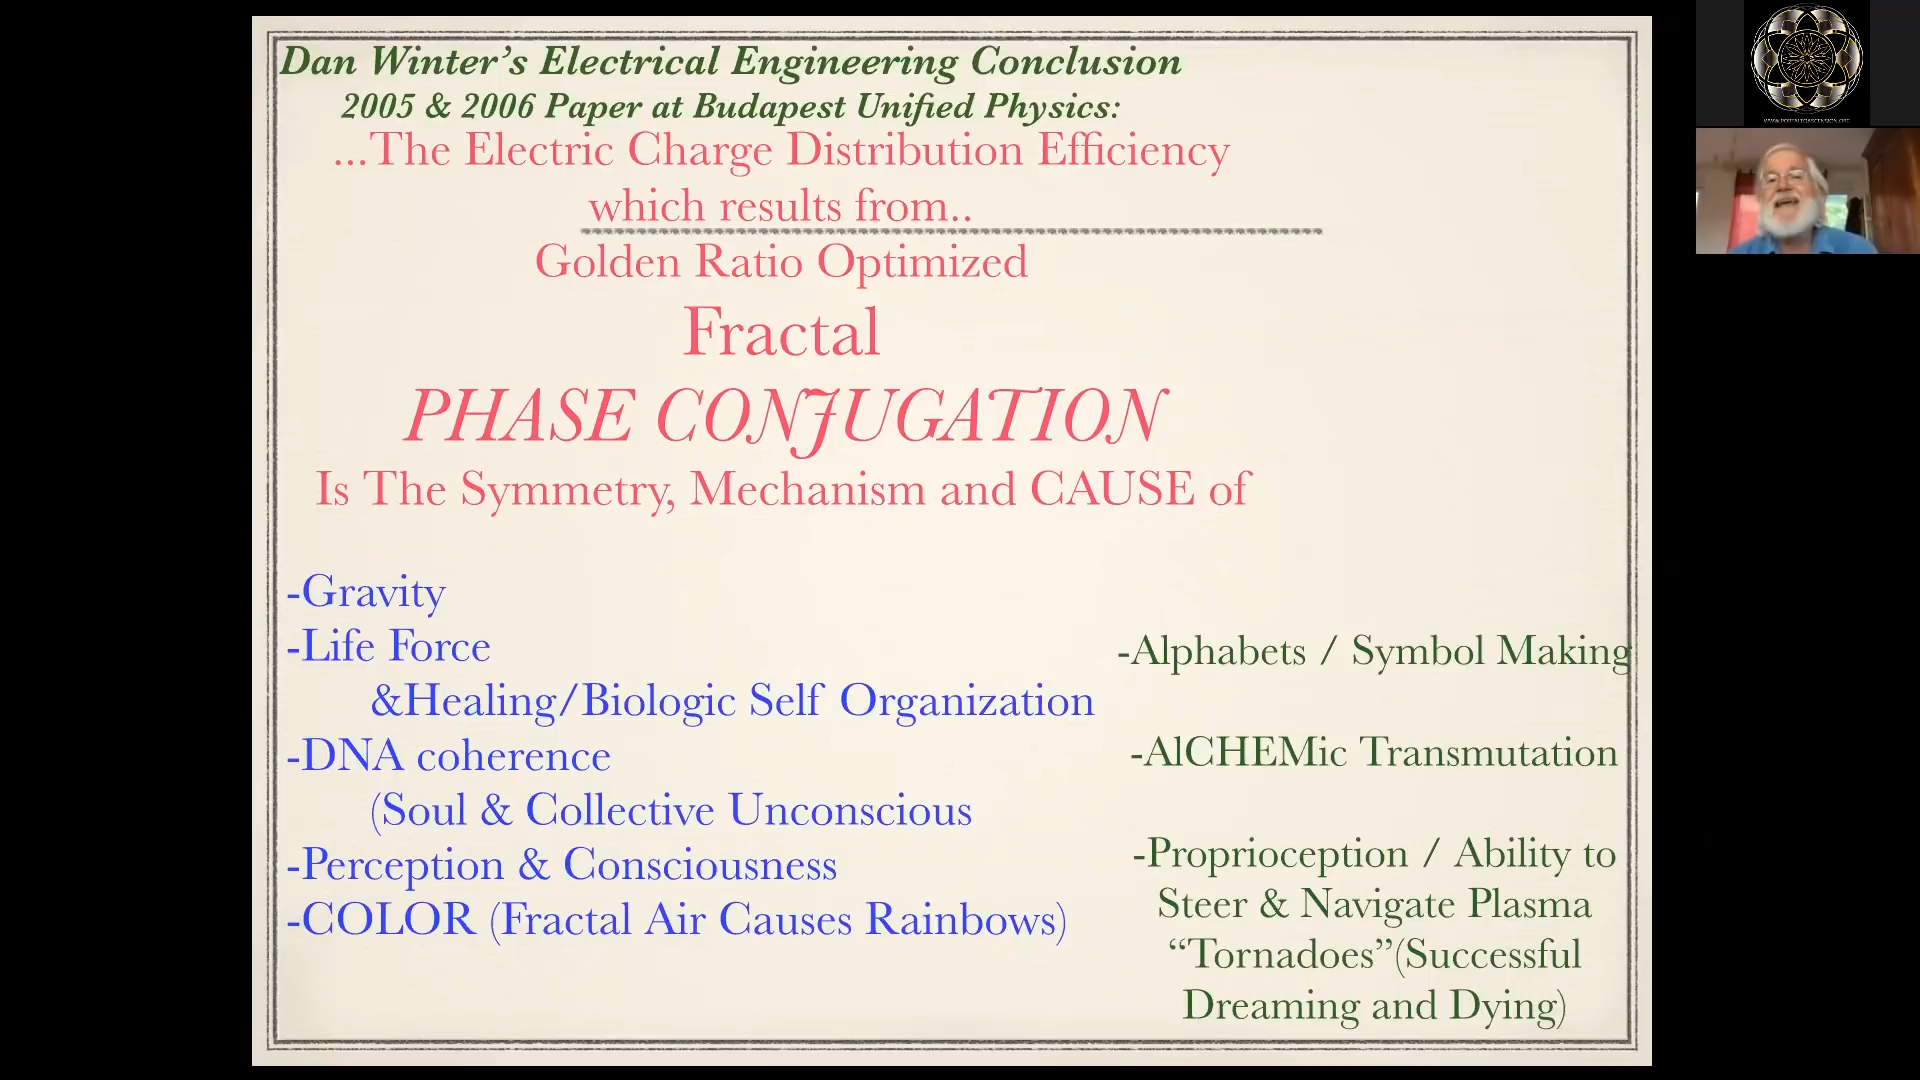 Dan Winter's Electrical Engineering Conclusion
2005 & 2006 Paper at Budapest Unified Physics:
...The Electric Charge Distribution Efficiency
which results from..
Golden Ratio Optimized
Fractal
PHASE CONJUGATION
Is The Symmetry, Mechanism and CAUSE of
-Gravity
-Life Force
&Healing/Biologic Self Organization
-DNA coherence
(Soul & Collective Unconscious
-Perception & Consciousness
-COLOR (Fractal Air Causes Rainbows)
-Alphabets / Symbol Making
-AlCHEMic Transmutation
-Proprioception / Ability to
Steer & Navigate Plasma
“Tornadoes”(Successful
Dreaming and Dying)
WWW.PORTALTOASCENSION.ORG